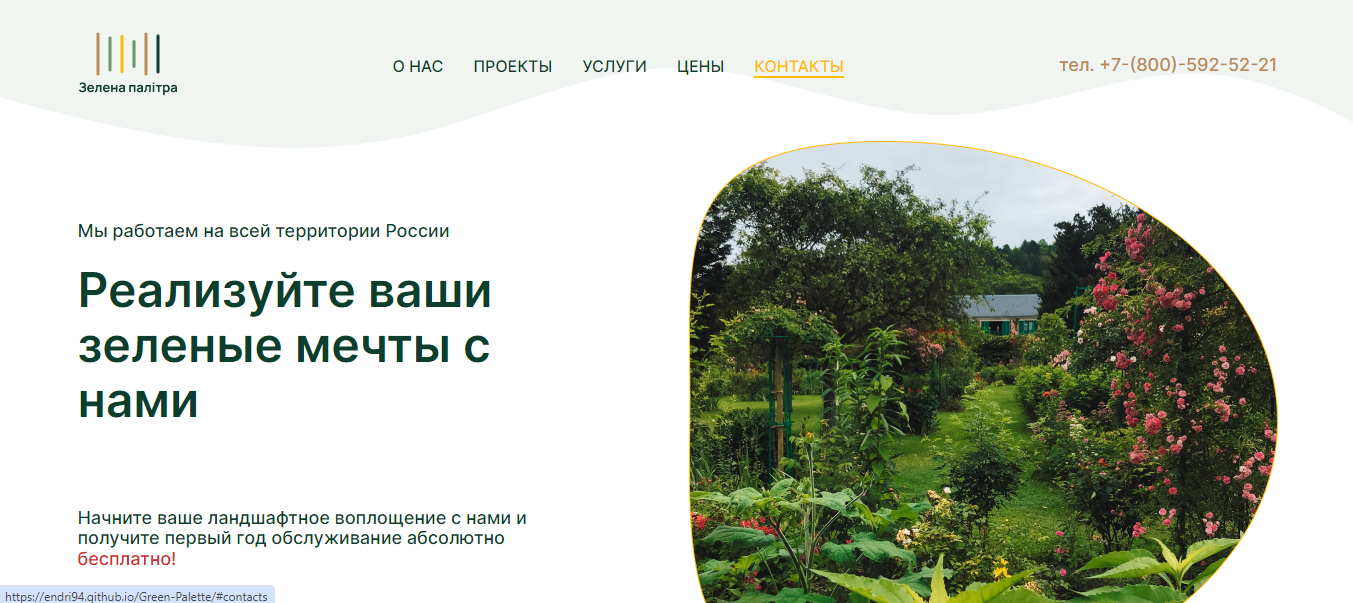 Зелена палітра
О НАС ПРОЕКТЫ УСЛУГИ ЦЕНЫ КОНТАКТЫ
тел. +7-(800)-592-52-21
Мы работаем на всей территории России
Реализуйте ваши
зеленые мечты с
нами
Начните ваше ландшафтное воплощение с нами и
получите первый год обслуживание абсолютно
бесплатно!
https://endri94.github.io/Green-Palette/#contacts